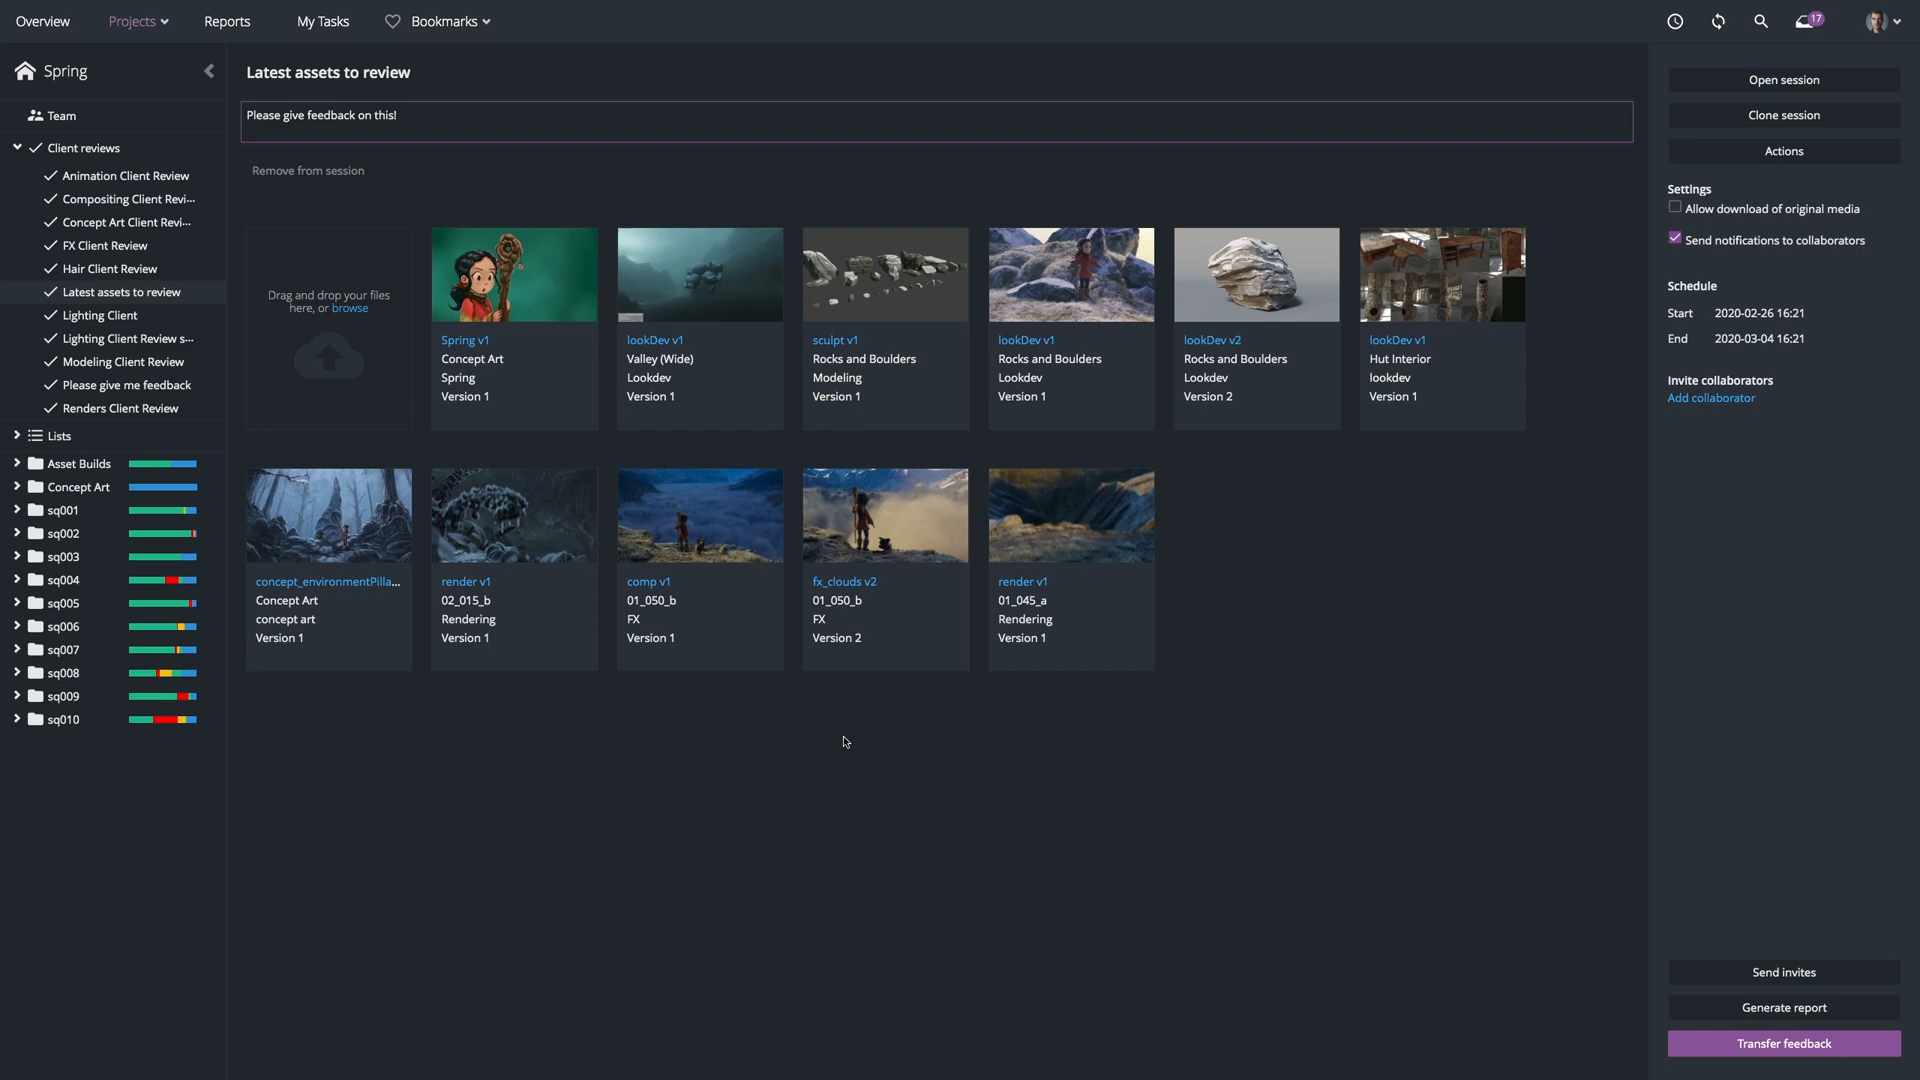 Overview
Projects
Reports
My Tasks
Bookmarks
17
Spring
Team
Client reviews
Animation Client Review
Compositing Client Revi...
Concept Art Client Revi...
FX Client Review
Hair Client Review
Latest assets to review
Lighting Client
Lighting Client Review s...
Modeling Client Review
Please give me feedback
Renders Client Review
Lists
Asset Builds
Concept Art
sq001
sq002
sq003
sq004
sq005
sq006
sq007
sq008
sq009
sq010
Latest assets to review
Please give feedback on this!
Remove from session
Drag and drop your files
here, or browse
Spring v1
Concept Art
Spring
Version 1
lookDev v1
Valley (Wide)
Lookdev
Version 1
sculpt v1
Rocks and Boulders
Modeling
Version 1
lookDev v1
Rocks and Boulders
Lookdev
Version 1
lookDev v2
Rocks and Boulders
Lookdev
Version 2
lookDev v1
Hut Interior
lookdev
Version 1
concept_environmentPilla...
Concept Art
concept art
Version 1
render v1
02_015_b
Rendering
Version 1
comp v1
01_050_b
FX
Version 1
fx_clouds v2
01_050_b
FX
Version 2
render v1
01_045_a
Rendering
Version 1
Open session
Clone session
Actions
Settings
Allow download of original media
Send notifications to collaborators
Schedule
Start 2020-02-26 16:21
End 2020-03-04 16:21
Invite collaborators
Add collaborator
Send invites
Generate report
Transfer feedback